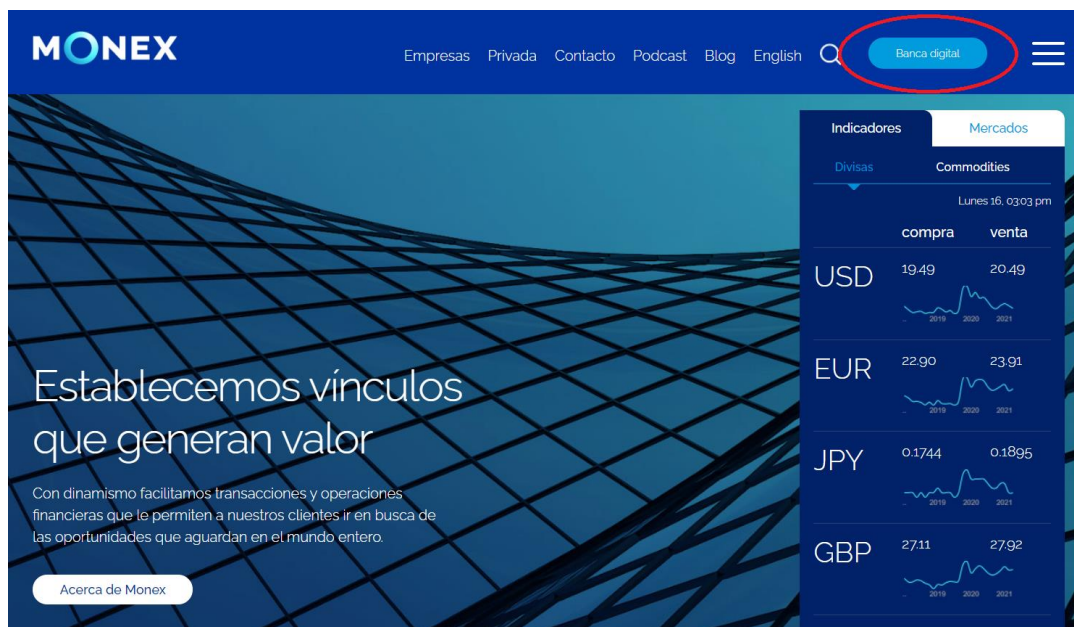 MONEX
Empresas Privada Contacto Podcast Blog English Banca digital
Indicadores Mercados
Divisas Commodities
Lunes 16, 03:03 pm
compra venta
USD 19.49 20.49
2019 2020 2021
EUR 22.90 23.91
2019 2020 2021
JPY 0.1744 0.1895
2019 2020 2021
GBP 27.11 27.92
2019 2020 2021
Establecemos vínculos
que generan valor
Con dinamismo facilitamos transacciones y operaciones
financieras que le permiten a nuestros clientes ir en busca de
las oportunidades que aguardan en el mundo entero.
Acerca de Monex